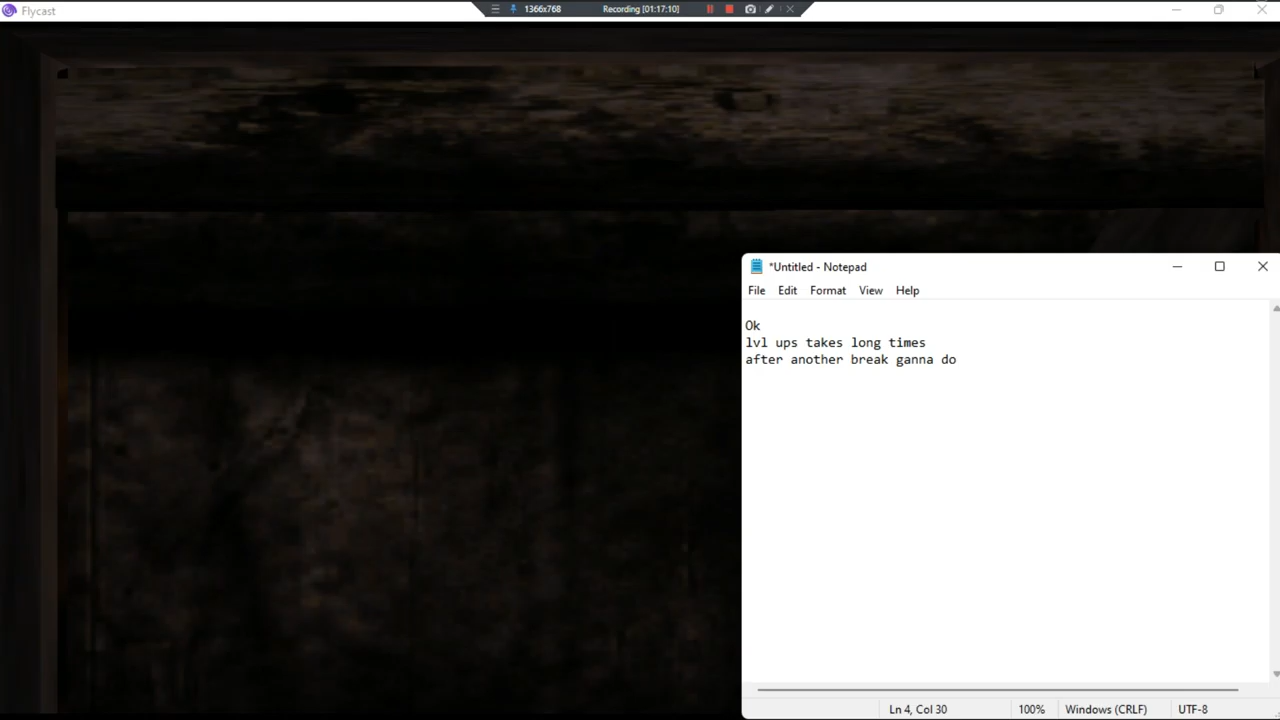 Flycast
1366x768
Recording [01:17:10]
*Untitled - Notepad
File Edit Format View Help
Ok
lvl ups takes long times
after another break ganna do
Ln 4, Col 30
100%
Windows (CRLF)
UTF-8